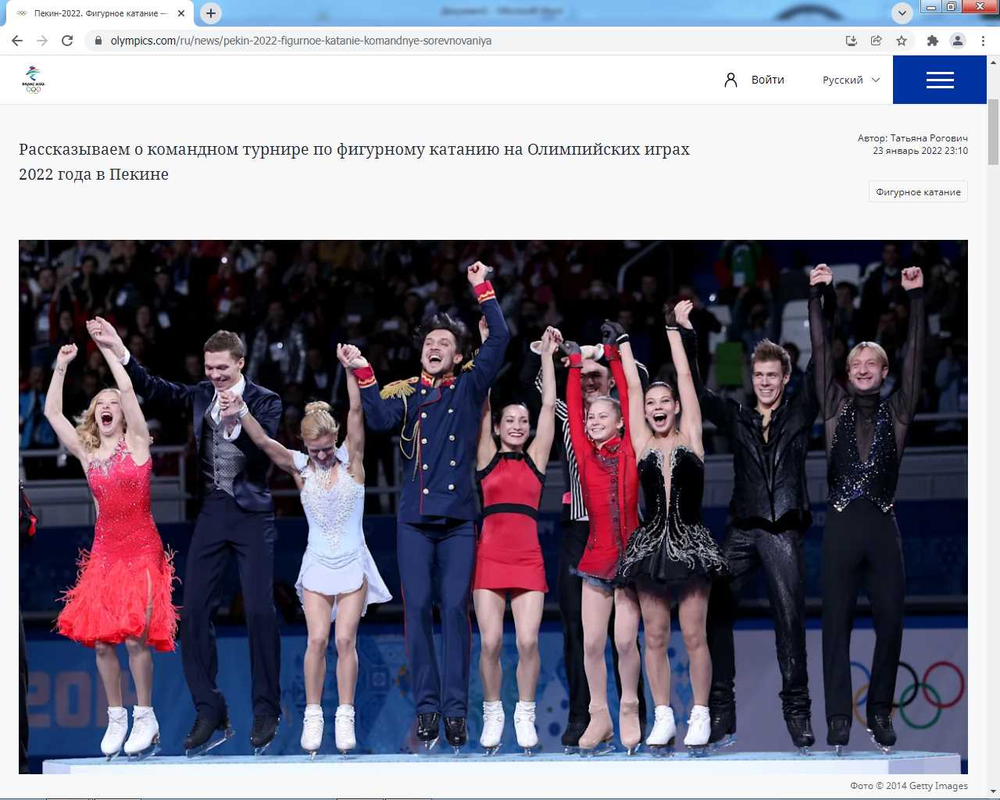 Пекин-2022. Фигурное катание —
olympics.com/ru/news/pekin-2022-figurnoe-katanie-komandnye-sorevnovaniya
BEIJING 2022
Войти
Русский
Рассказываем о командном турнире по фигурному катанию на Олимпийских играх
2022 года в Пекине
Автор: Татьяна Рогович
23 январь 2022 23:10
Фигурное катание
Фото © 2014 Getty Images